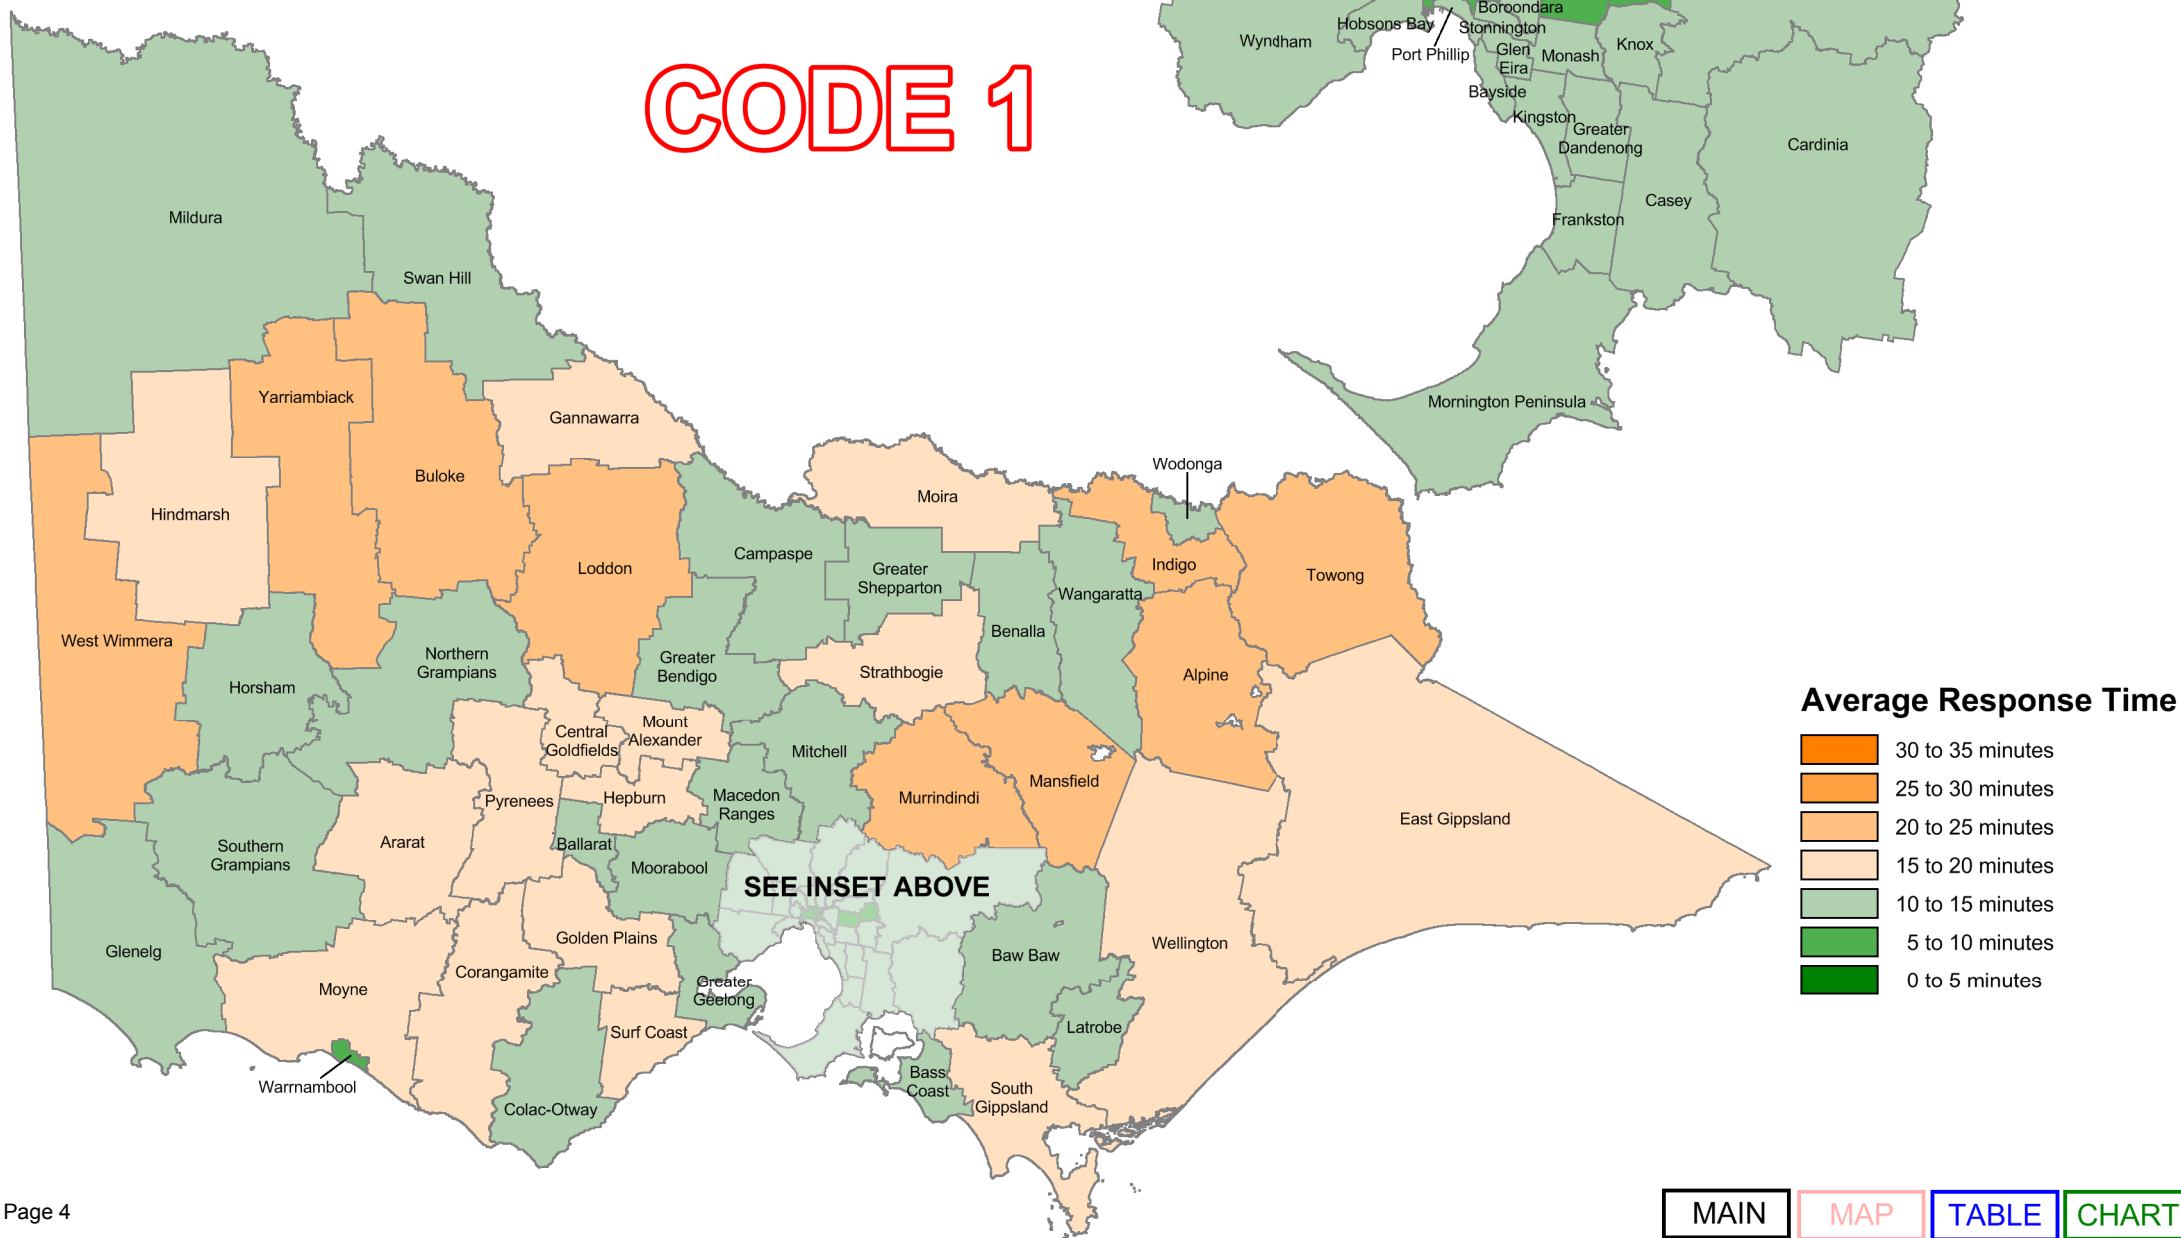 Boroondara
Hobsons Bay
Stonnington
Wyndham
Port Phillip
Glen
Eira
Monash
Knox
Bayside
Kingston
Greater
Dandenong
Cardinia
Casey
Frankston
Mornington Peninsula
CODE 1
Mildura
Swan Hill
Yarriambiack
Gannawarra
Buloke
Hindmarsh
Moira
Wodonga
Loddon
Campaspe
Greater
Shepparton
Wangaratta
Indigo
Towong
West Wimmera
Horsham
Northern
Grampians
Greater
Bendigo
Strathbogie
Benalla
Alpine
Central
Goldfields
Mount
Alexander
Mitchell
Mansfield
Murrindindi
Pyrenees
Hepburn
Macedon
Ranges
East Gippsland
Southern
Grampians
Ararat
Ballarat
Moorabool
SEE INSET ABOVE
Glenelg
Golden Plains
Corangamite
Moyne
Greater
Geelong
Surf Coast
Baw Baw
Wellington
Latrobe
Warrnambool
Colac-Otway
Bass
Coast
South
Gippsland
Average Response Time
30 to 35 minutes
25 to 30 minutes
20 to 25 minutes
15 to 20 minutes
10 to 15 minutes
5 to 10 minutes
0 to 5 minutes
Page 4
MAIN
MAP
TABLE
CHART